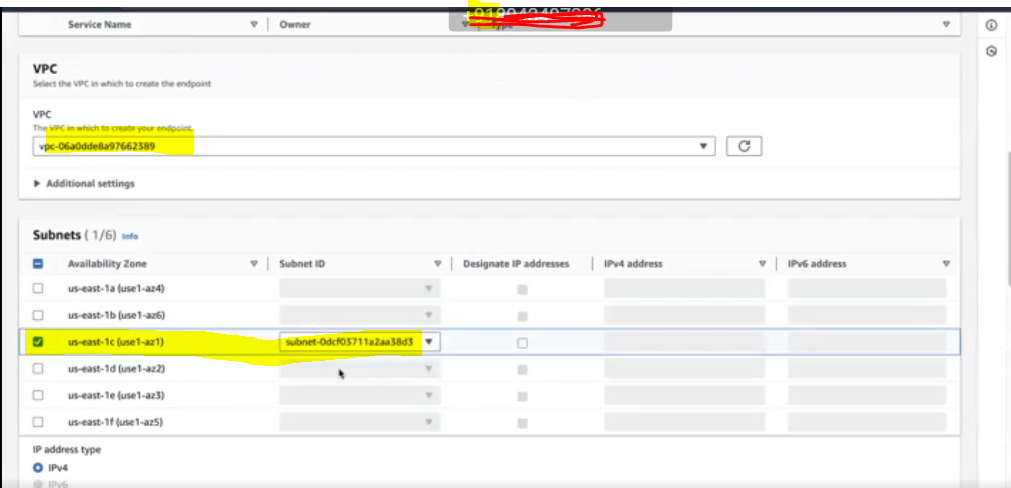 Service Name Owner Type
VPC
Select the VPC in which to create the endpoint
VPC
The VPC in which to create your endpoint.
vpc-06a0dde8a97662389
Additional settings
Subnets ( 1/6) Info
Availability Zone Subnet ID Designate IP addresses IPv4 address IPv6 address
us-east-1a (use1-az4)
us-east-1b (use1-az6)
us-east-1c (use1-az1) subnet-0dcf03711a2aa38d3
us-east-1d (use1-az2)
us-east-1e (use1-az3)
us-east-1f (use1-az5)
IP address type
IPv4
IPv6